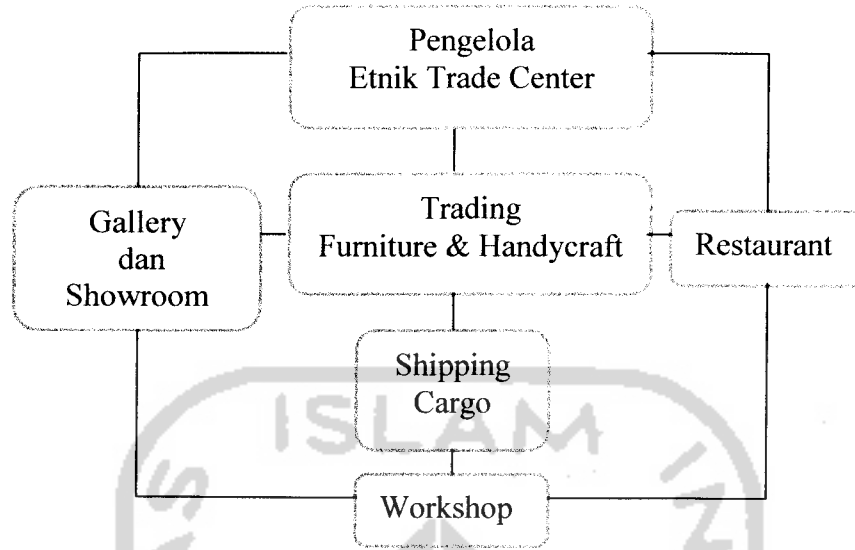 Pengelola
Etnik Trade Center
Gallery
dan
Showroom
Trading
Furniture & Handycraft
Restaurant
Shipping
Cargo
Workshop
ISLAM